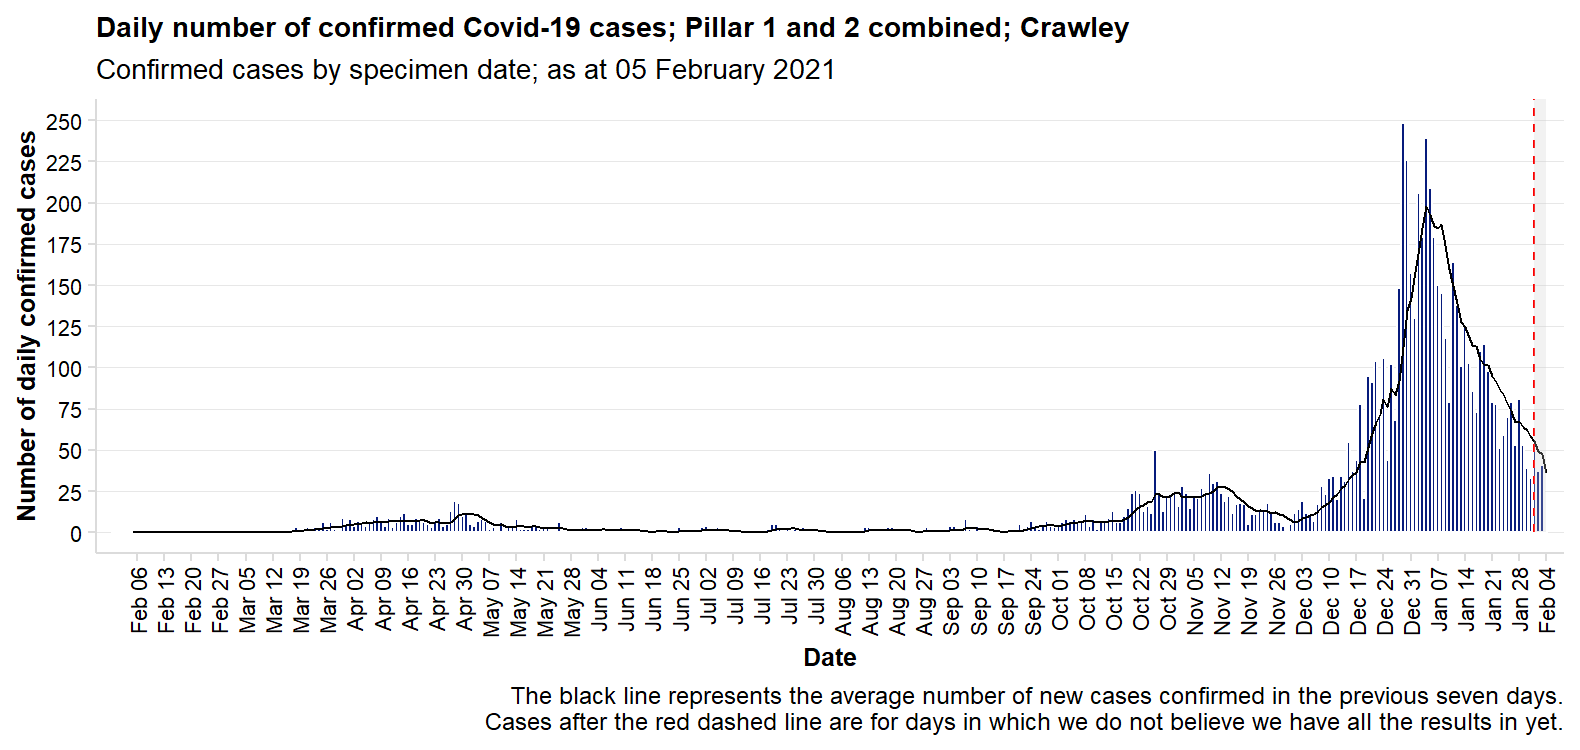 Daily number of confirmed Covid-19 cases; Pillar 1 and 2 combined; Crawley
Confirmed cases by specimen date; as at 05 February 2021
Number of daily confirmed cases
250
225
200
175
150
125
100
75
50
25
0
Feb 06
Feb 13
Feb 20
Feb 27
Mar 05
Mar 12
Mar 19
Mar 26
Apr 02
Apr 09
Apr 16
Apr 23
Apr 30
May 07
May 14
May 21
May 28
Jun 04
Jun 11
Jun 18
Jun 25
Jul 02
Jul 09
Jul 16
Jul 23
Jul 30
Aug 06
Aug 13
Aug 20
Aug 27
Sep 03
Sep 10
Sep 17
Sep 24
Oct 01
Oct 08
Oct 15
Oct 22
Oct 29
Nov 05
Nov 12
Nov 19
Nov 26
Dec 03
Dec 10
Dec 17
Dec 24
Dec 31
Jan 07
Jan 14
Jan 21
Jan 28
Feb 04
Date
The black line represents the average number of new cases confirmed in the previous seven days.
Cases after the red dashed line are for days in which we do not believe we have all the results in yet.